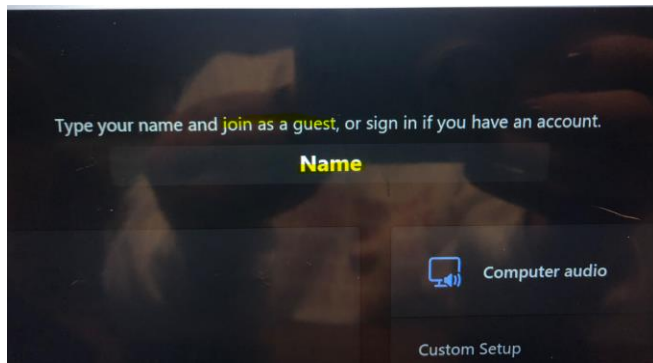 Type your name and join as a guest, or sign in if you have an account.
Name
Computer audio
Custom Setup